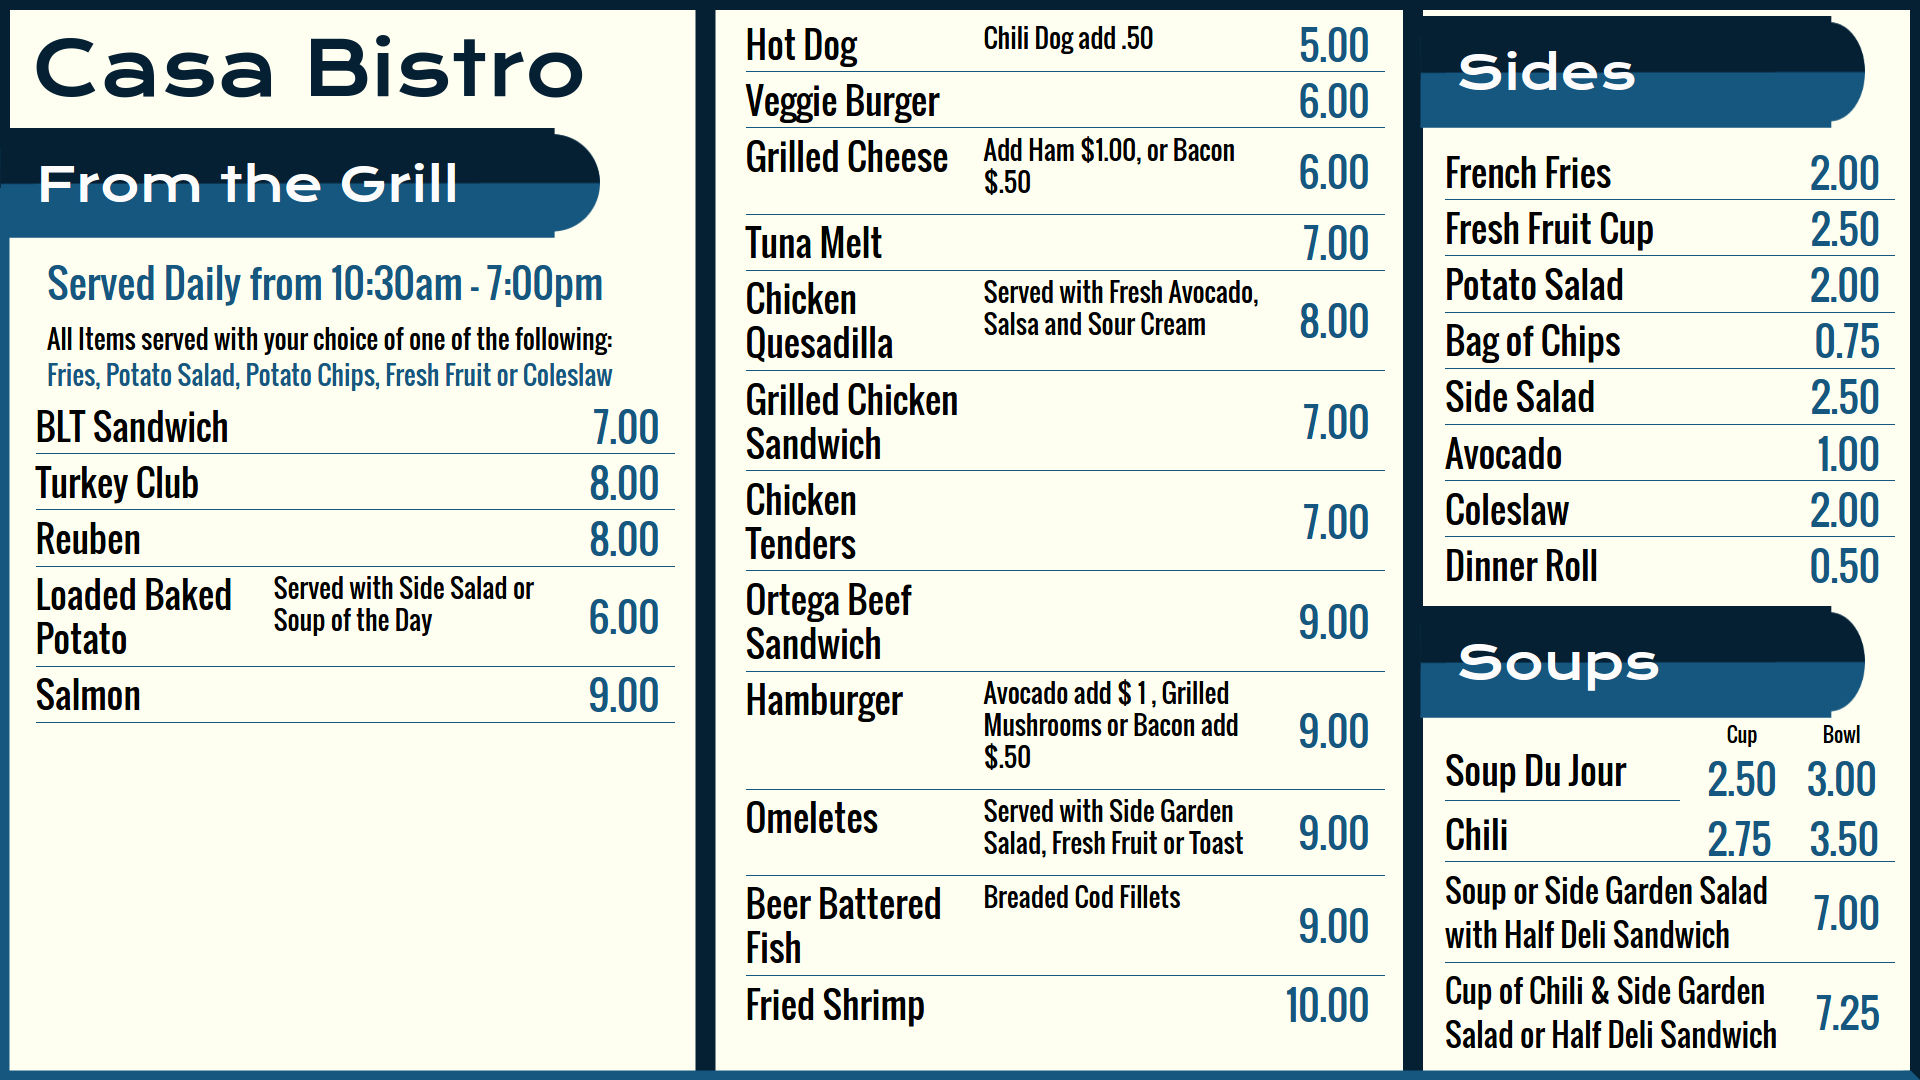 Casa Bistro
From the Grill
Served Daily from 10:30am - 7:00pm
All Items served with your choice of one of the following:
Fries, Potato Salad, Potato Chips, Fresh Fruit or Coleslaw
BLT Sandwich 7.00
Turkey Club 8.00
Reuben 8.00
Loaded Baked Potato Served with Side Salad or Soup of the Day 6.00
Salmon 9.00
Hot Dog Chili Dog add .50 5.00
Veggie Burger 6.00
Grilled Cheese Add Ham $1.00, or Bacon $.50 6.00
Tuna Melt 7.00
Chicken Quesadilla Served with Fresh Avocado, Salsa and Sour Cream 8.00
Grilled Chicken Sandwich 7.00
Chicken Tenders 7.00
Ortega Beef Sandwich 9.00
Hamburger Avocado add $ 1 , Grilled Mushrooms or Bacon add $.50 9.00
Omeletes Served with Side Garden Salad, Fresh Fruit or Toast 9.00
Beer Battered Fish Breaded Cod Fillets 9.00
Fried Shrimp 10.00
Sides
French Fries 2.00
Fresh Fruit Cup 2.50
Potato Salad 2.00
Bag of Chips 0.75
Side Salad 2.50
Avocado 1.00
Coleslaw 2.00
Dinner Roll 0.50
Soups
Cup Bowl
Soup Du Jour 2.50 3.00
Chili 2.75 3.50
Soup or Side Garden Salad with Half Deli Sandwich 7.00
Cup of Chili & Side Garden Salad or Half Deli Sandwich 7.25